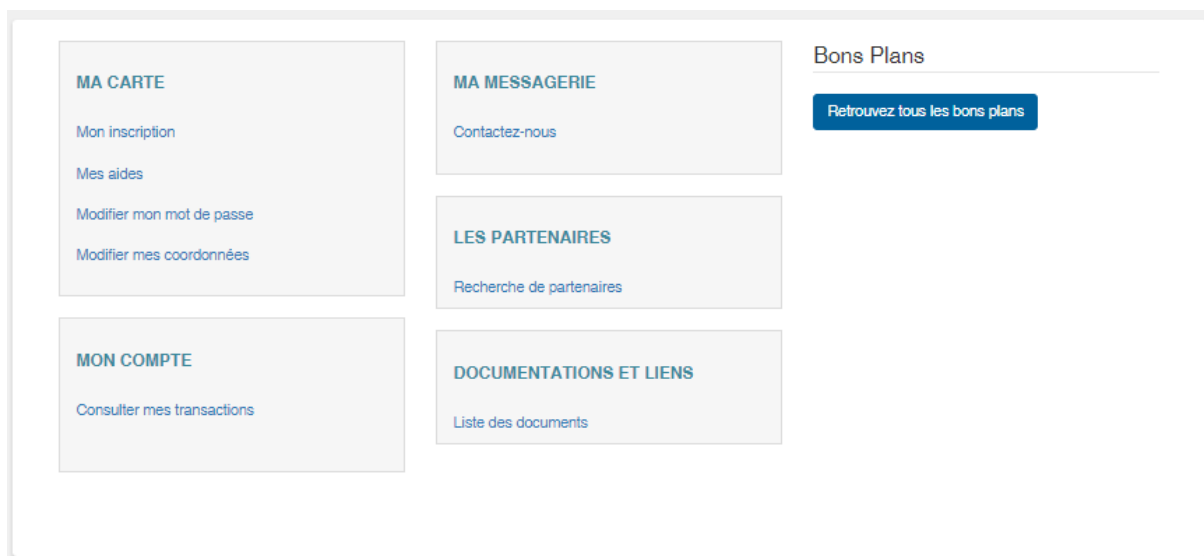 MA CARTE
Mon inscription
Mes aides
Modifier mon mot de passe
Modifier mes coordonnées
MON COMPTE
Consulter mes transactions
MA MESSAGERIE
Contactez-nous
LES PARTENAIRES
Recherche de partenaires
DOCUMENTATIONS ET LIENS
Liste des documents
Bons Plans
Retrouvez tous les bons plans